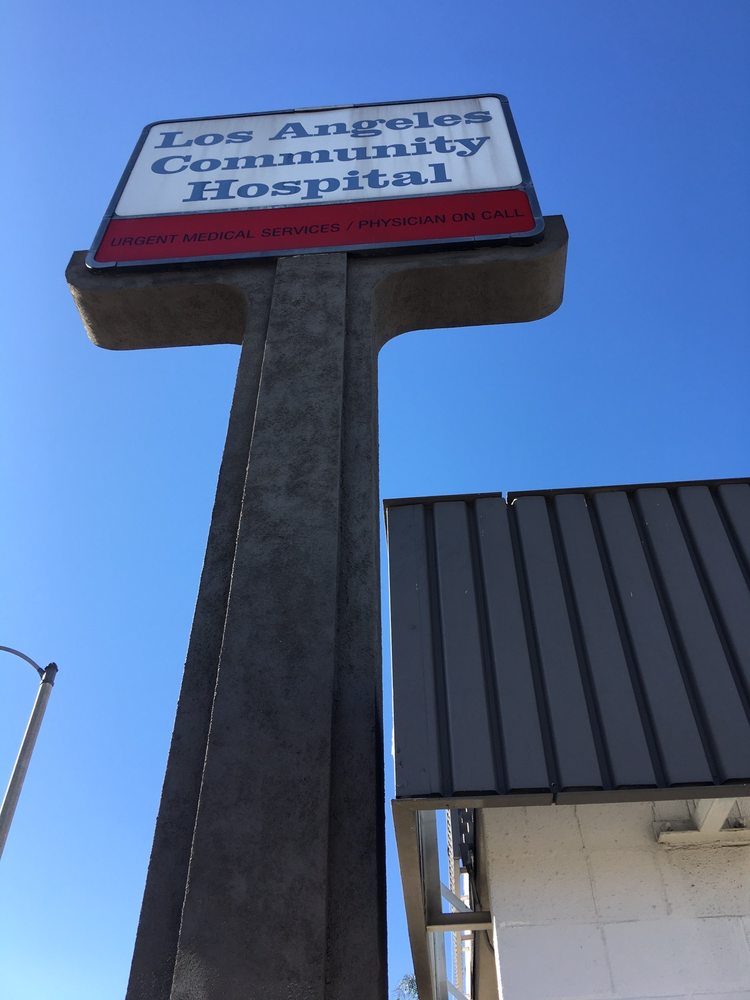 Los Angeles
Community
Hospital
URGENT MEDICAL SERVICES / PHYSICIAN ON CALL